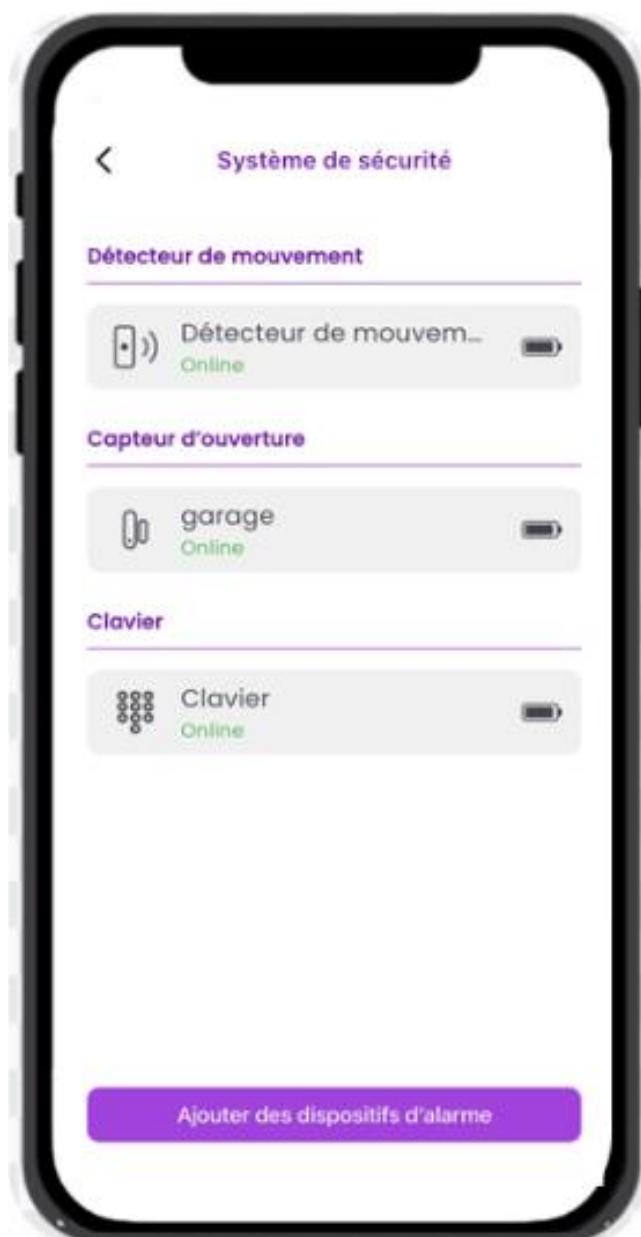 Système de sécurité
Détecteur de mouvement
Détecteur de mouvem...
Online
Capteur d'ouverture
garage
Online
Clavier
Clavier
Online
Ajouter des dispositifs d'alarme